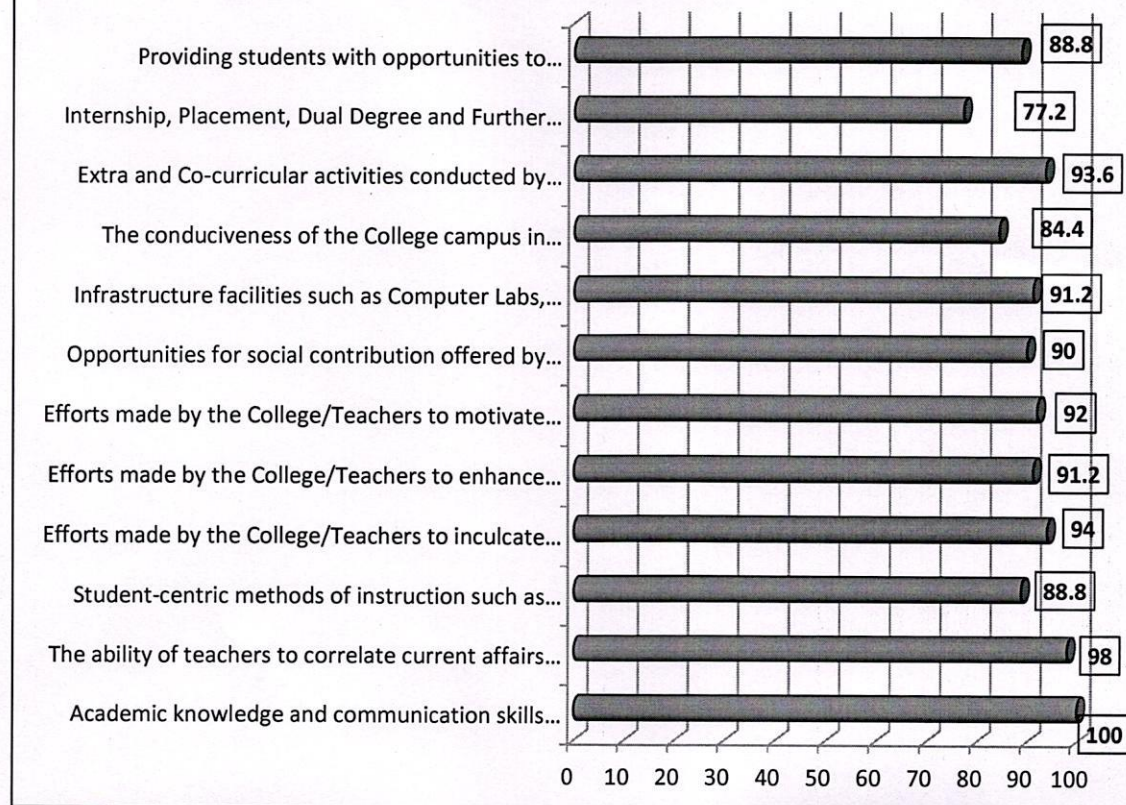 Providing students with opportunities to... 88.8
Internship, Placement, Dual Degree and Further... 77.2
Extra and Co-curricular activities conducted by... 93.6
The conduciveness of the College campus in... 84.4
Infrastructure facilities such as Computer Labs,... 91.2
Opportunities for social contribution offered by... 90
Efforts made by the College/Teachers to motivate... 92
Efforts made by the College/Teachers to enhance... 91.2
Efforts made by the College/Teachers to inculcate... 94
Student-centric methods of instruction such as... 88.8
The ability of teachers to correlate current affairs... 98
Academic knowledge and communication skills... 100
0 10 20 30 40 50 60 70 80 90 100